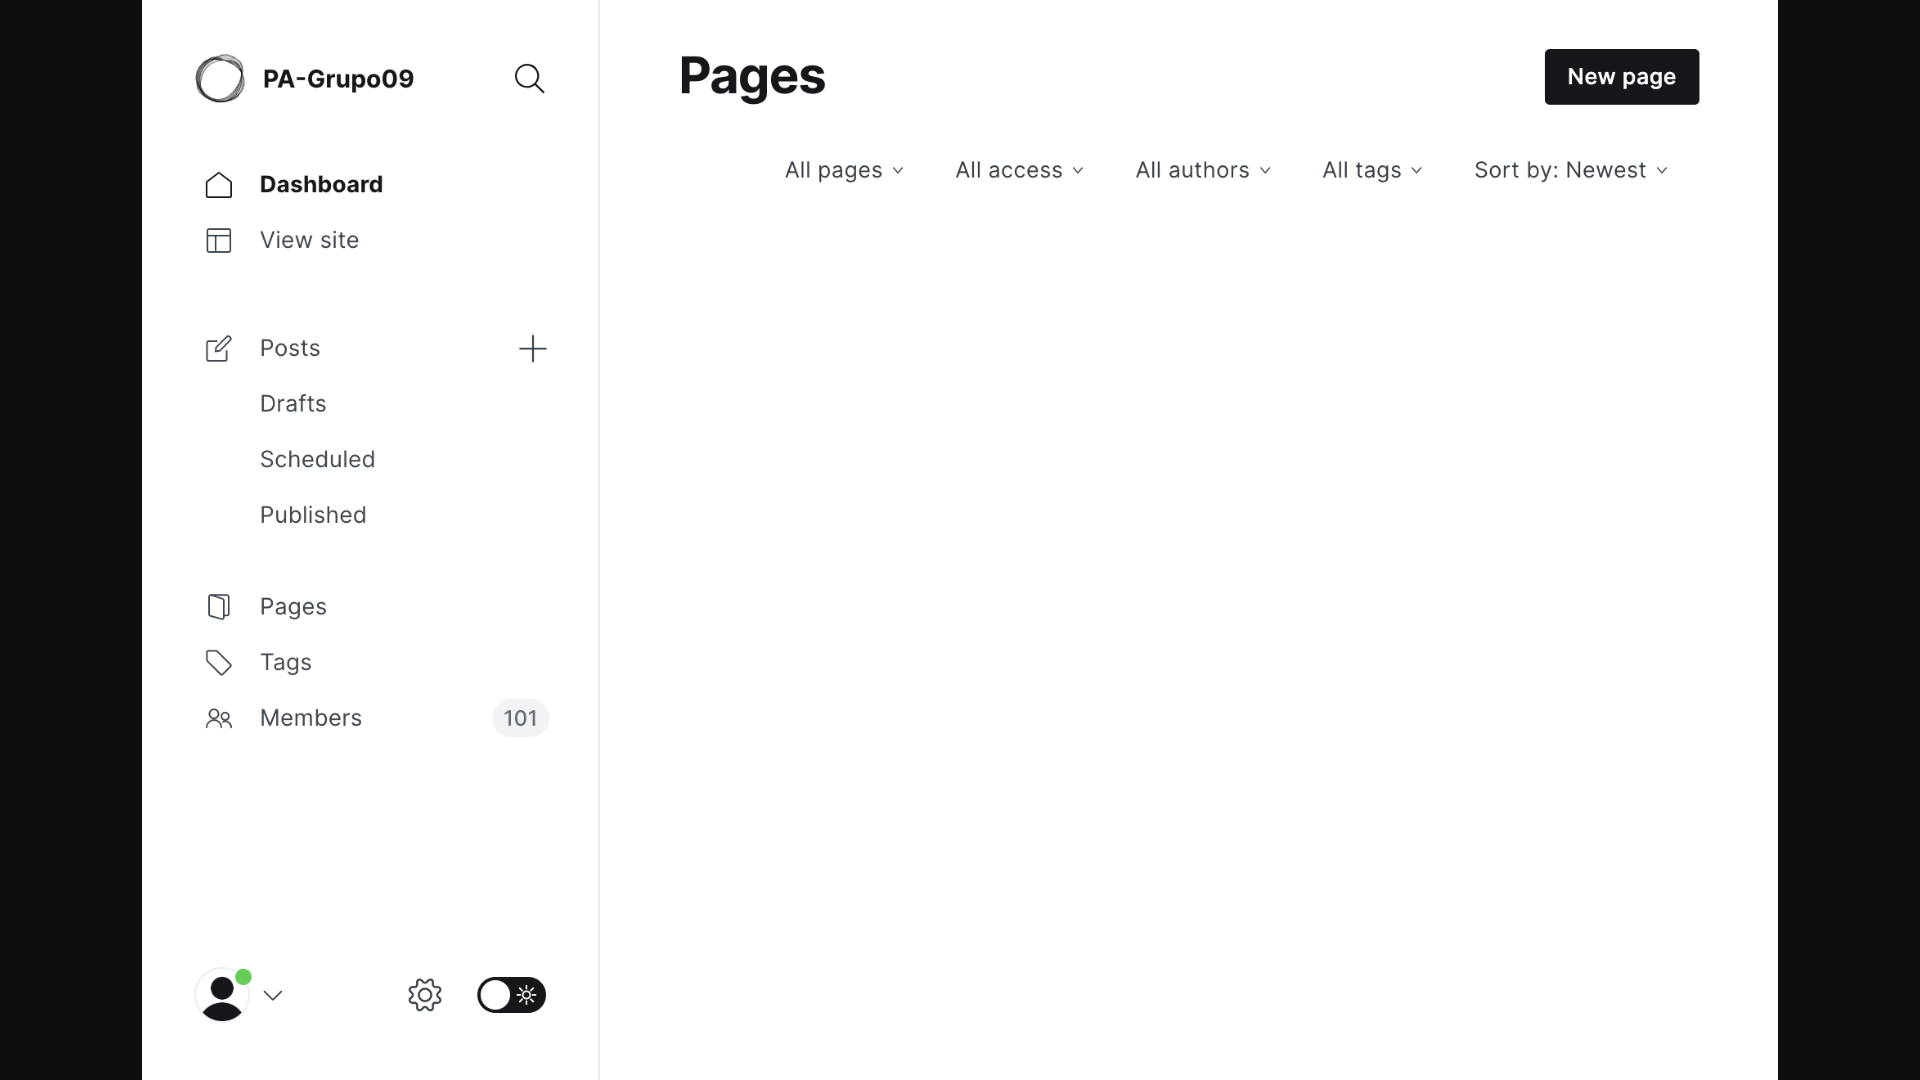 PA-Grupo09
Dashboard
View site
Posts
Drafts
Scheduled
Published
Pages
Tags
Members 101
Pages
New page
All pages All access All authors All tags Sort by: Newest